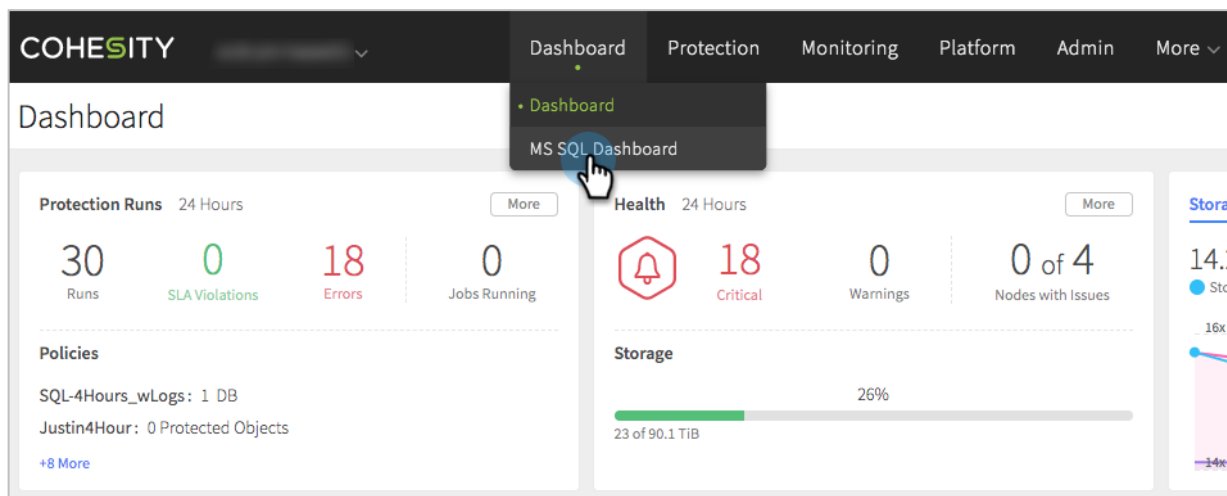 COHESITY
Dashboard Protection Monitoring Platform Admin More
• Dashboard
MS SQL Dashboard
Dashboard
Protection Runs 24 Hours More
30 0 18 0
Runs SLA Violations Errors Jobs Running
Policies
SQL-4Hours_wLogs: 1 DB
Justin4Hour: 0 Protected Objects
+8 More
Health 24 Hours More
18 0 0 of 4
Critical Warnings Nodes with Issues
Storage
26%
23 of 90.1 TiB
16x
14x